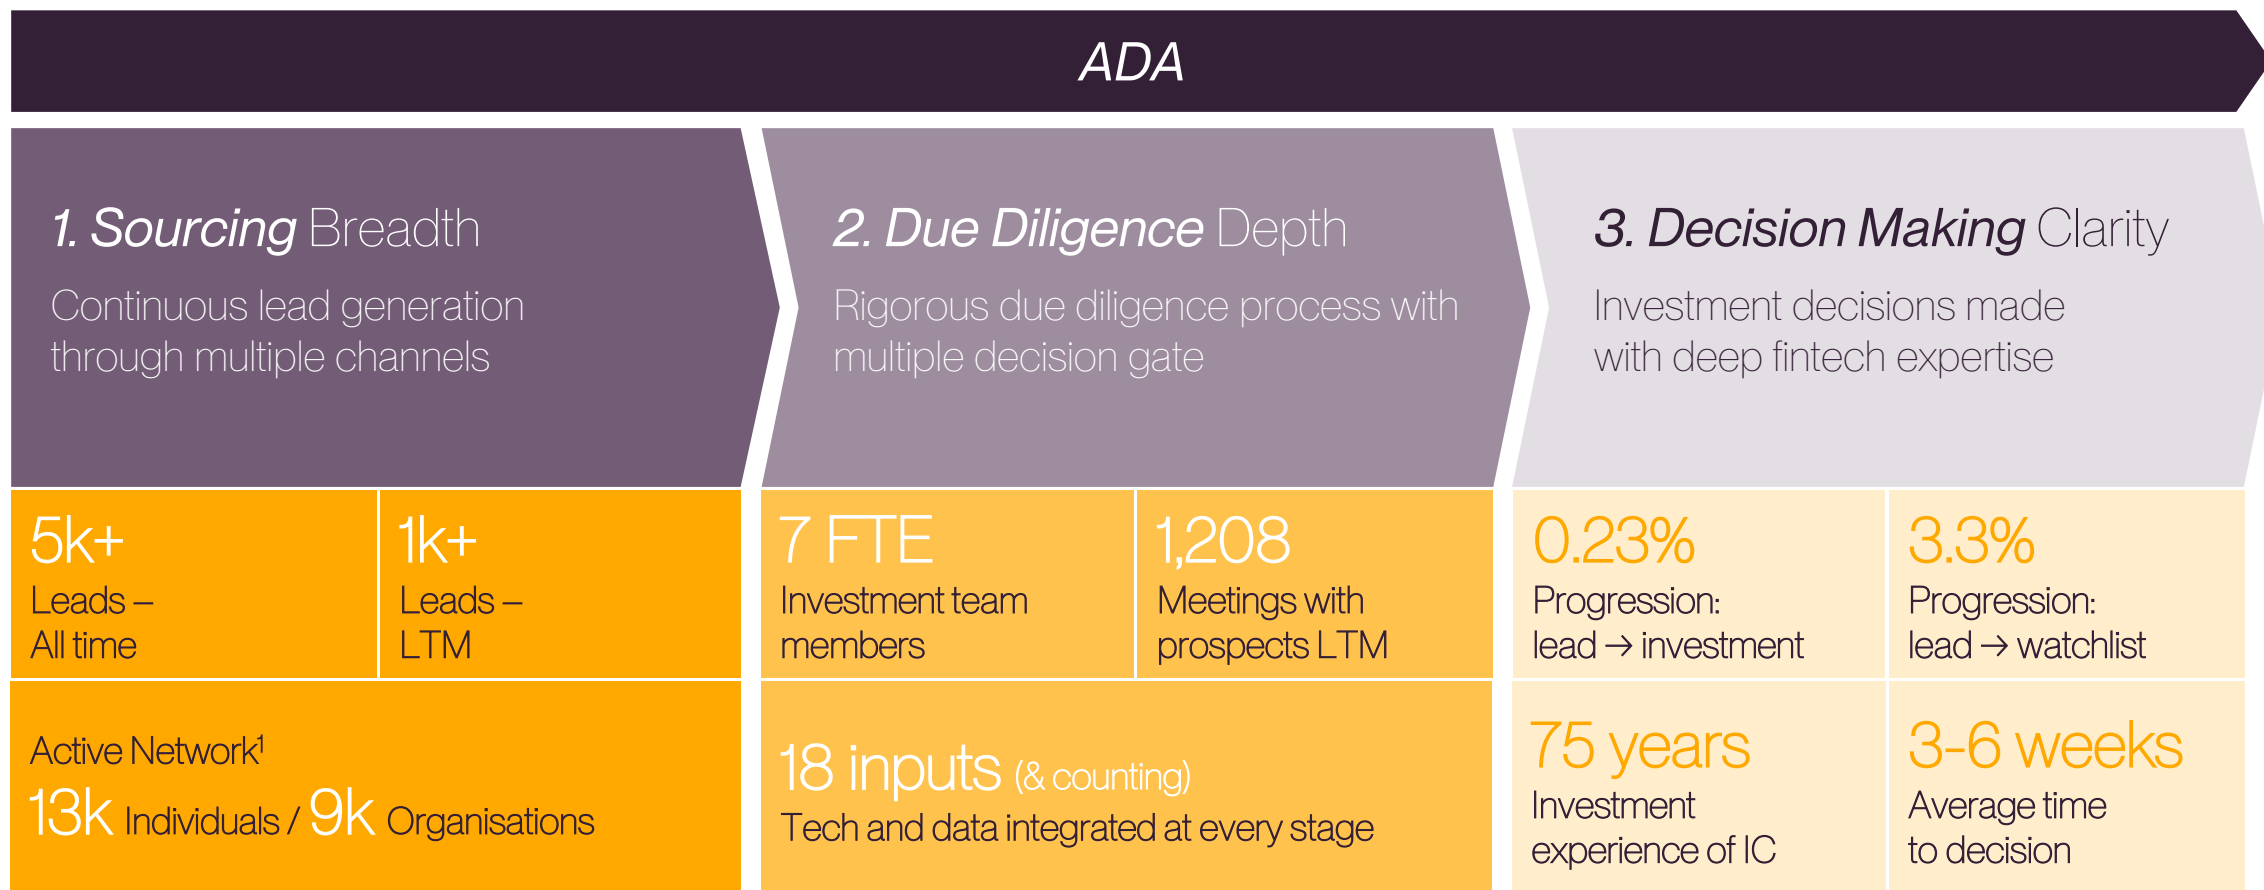 ADA
1. Sourcing Breadth
Continuous lead generation
through multiple channels
2. Due Diligence Depth
Rigorous due diligence process with
multiple decision gate
3. Decision Making Clarity
Investment decisions made
with deep fintech expertise
5k+
Leads –
All time
1k+
Leads –
LTM
Active Network¹
13k Individuals / 9k Organisations
7 FTE
Investment team
members
1,208
Meetings with
prospects LTM
18 inputs (& counting)
Tech and data integrated at every stage
0.23%
Progression:
lead → investment
3.3%
Progression:
lead → watchlist
75 years
Investment
experience of IC
3-6 weeks
Average time
to decision